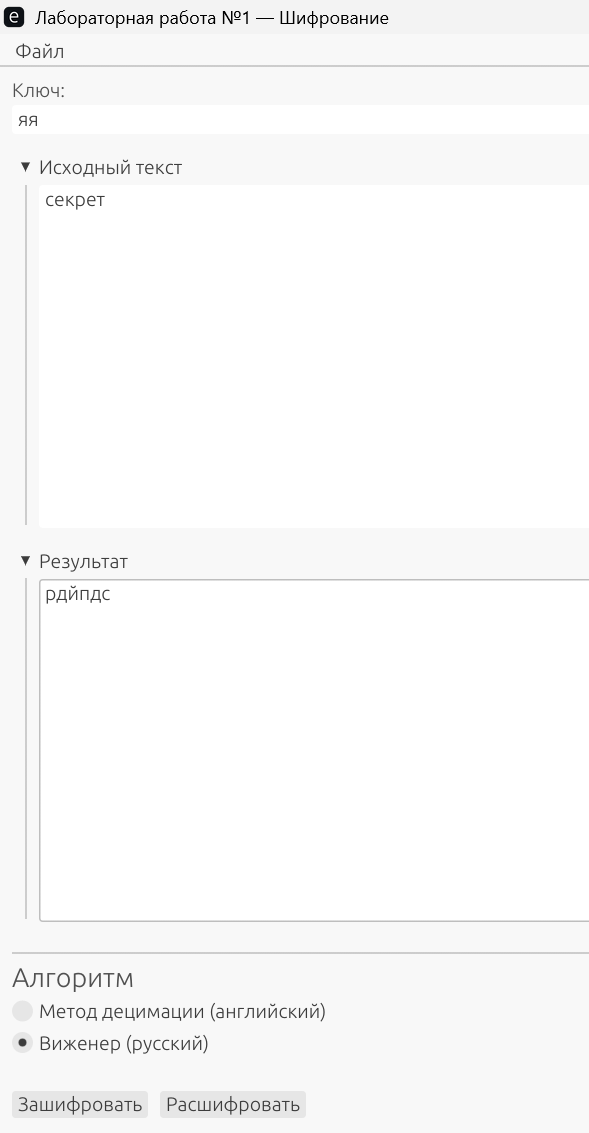 e Лабораторная работа №1 — Шифрование
Файл
Ключ:
яя
▼ Исходный текст
секрет
▼ Результат
рдйпдс
Алгоритм
Метод децимации (английский)
Виженер (русский)
Зашифровать Расшифровать